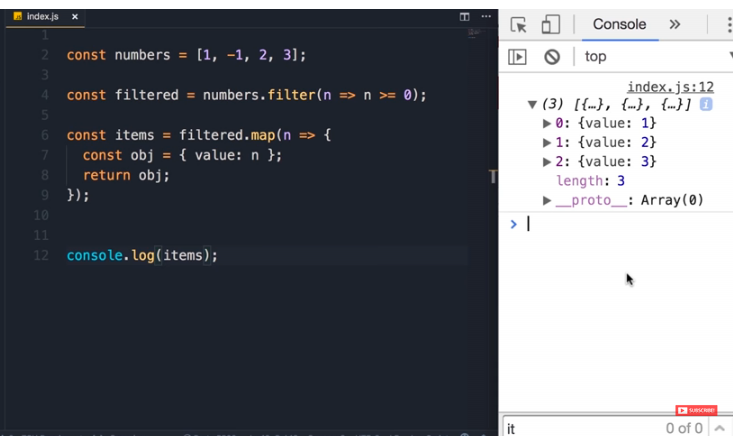 index.js ×
1
2 const numbers = [1, -1, 2, 3];
3
4 const filtered = numbers.filter(n => n >= 0);
5
6 const items = filtered.map(n => {
7 const obj = { value: n };
8 return obj;
9 });
10
11
12 console.log(items);
T
Console »
top
index.js:12
▼(3) [{…}, {…}, {…}] i
▶0: {value: 1}
▶1: {value: 2}
▶2: {value: 3}
length: 3
▶__proto__: Array(0)
>
SUBSCRIBE
it 0 of 0